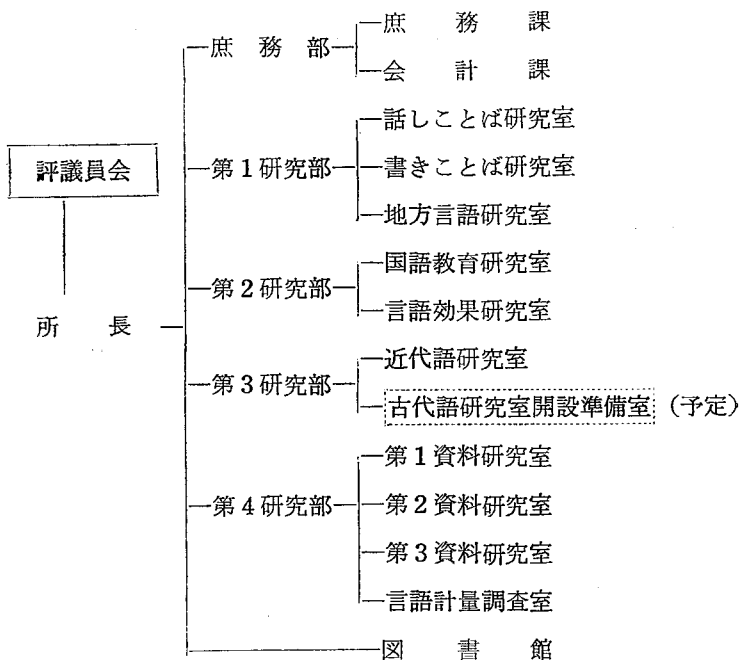 評議員会
所長
庶務部
庶務課
会計課
第1研究部
話しことば研究室
書きことば研究室
地方言語研究室
第2研究部
国語教育研究室
言語効果研究室
第3研究部
近代語研究室
古代語研究室開設準備室（予定）
第4研究部
第1資料研究室
第2資料研究室
第3資料研究室
言語計量調査室
図書館